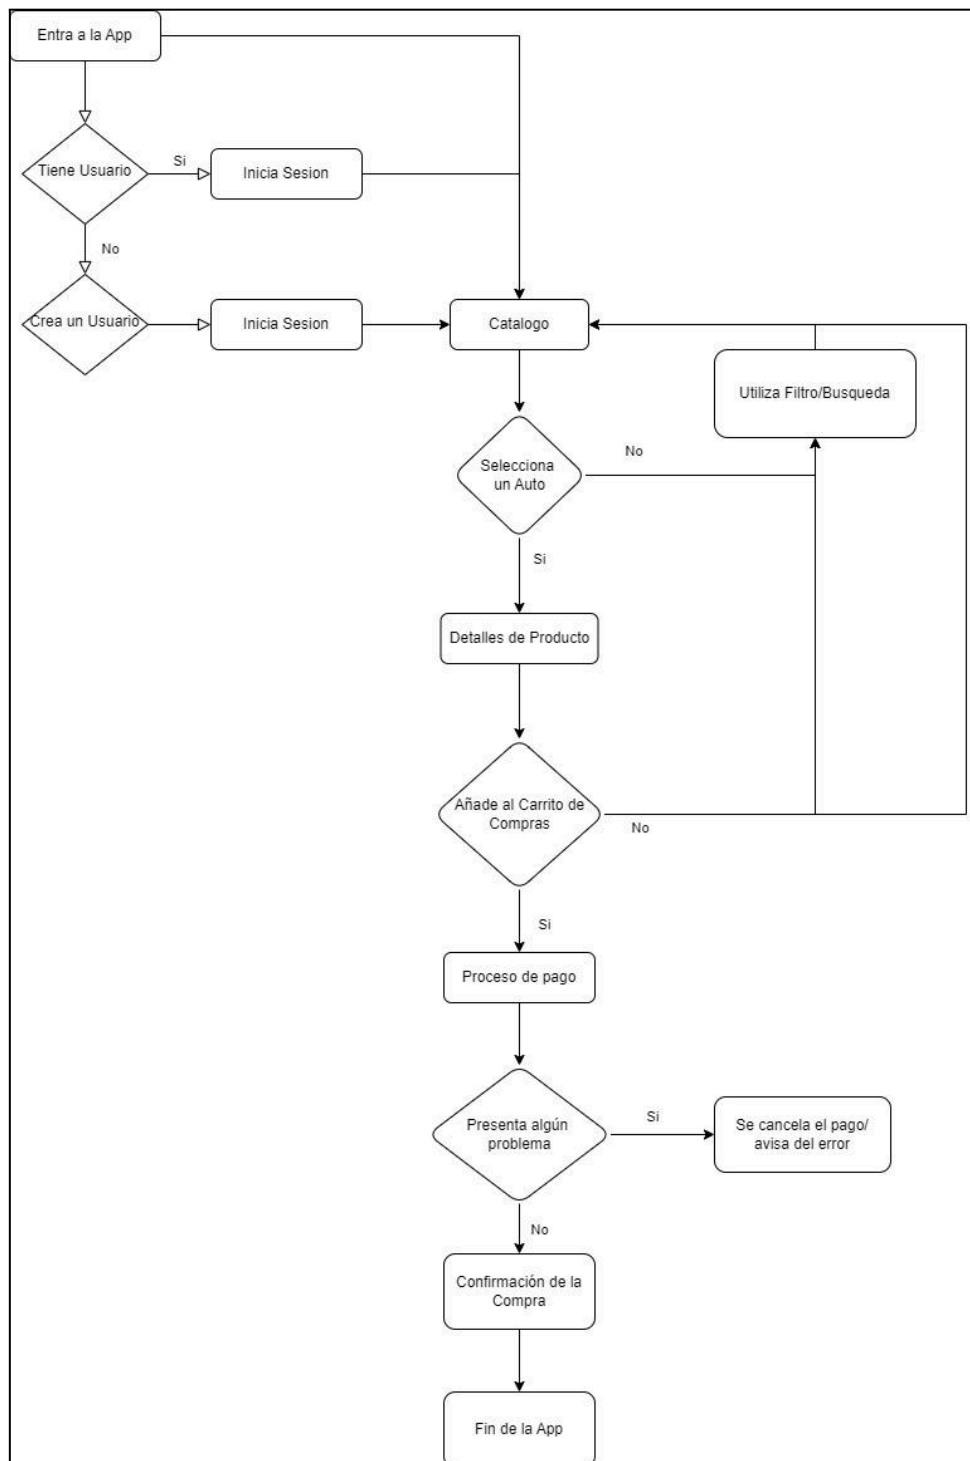 Entra a la App
Tiene Usuario
Si
Inicia Sesion
No
Crea un Usuario
Inicia Sesion
Catalogo
Utiliza Filtro/Busqueda
Selecciona
un Auto
No
Si
Detalles de Producto
Añade al Carrito de
Compras
No
Si
Proceso de pago
Presenta algún
problema
Si
Se cancela el pago/
avisa del error
No
Confirmación de la
Compra
Fin de la App